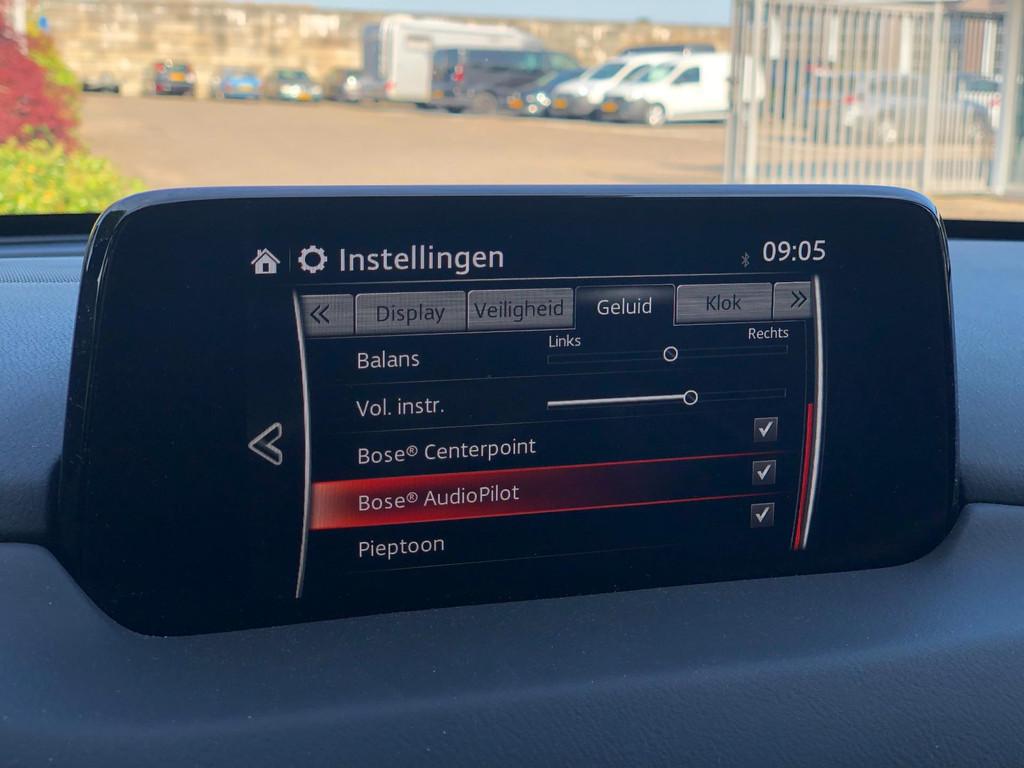 Instellingen
09:05
« Display Veiligheid Geluid Klok »
Links Rechts
Balans
Vol. instr.
Bose® Centerpoint
Bose® AudioPilot
Pieptoon